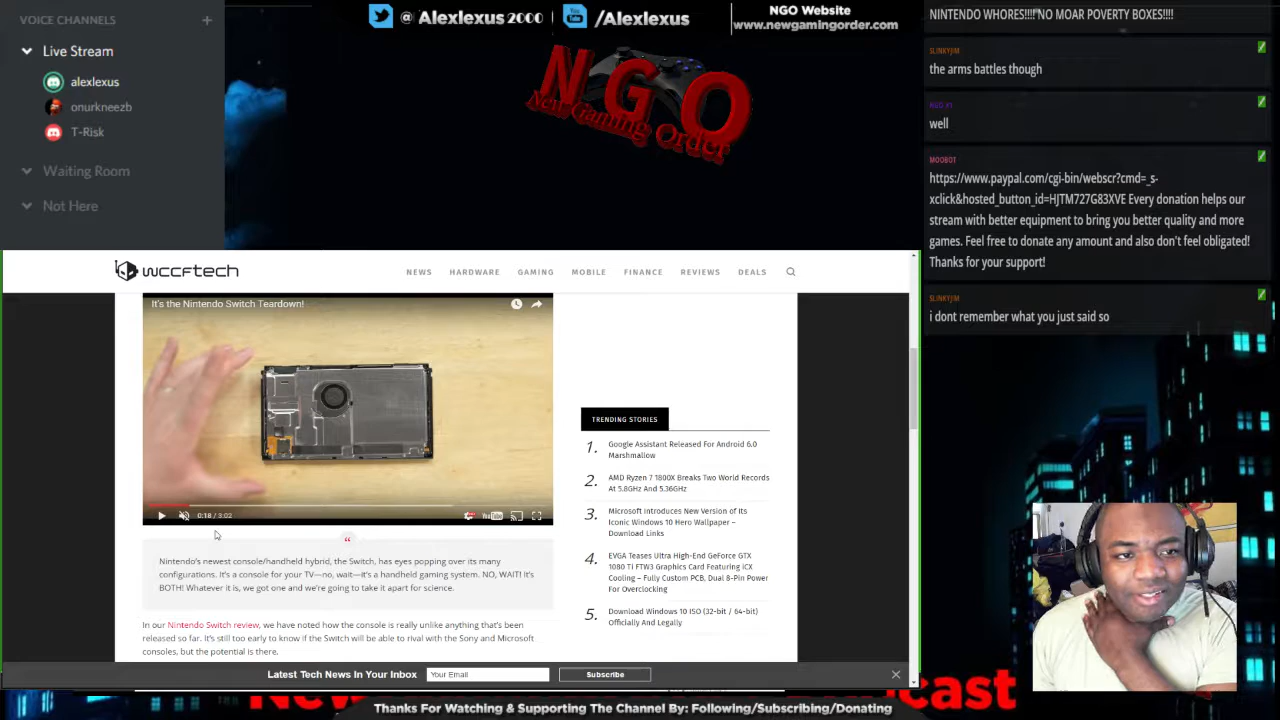 VOICE CHANNELS
Live Stream
alexlexus
onurkneezb
T-Risk
Waiting Room
Not Here
@ Alexlexus 2000
/Alexlexus
NGO Website
www.newgamingorder.com
NGO
New Gaming Order
wccftech
NEWS HARDWARE GAMING MOBILE FINANCE REVIEWS DEALS
It's the Nintendo Switch Teardown!
0:18 / 3:02
YouTube
Nintendo's newest console/handheld hybrid, the Switch, has eyes popping over its many
configurations. It's a console for your TV—no, wait—it's a handheld gaming system. NO, WAIT! It's
BOTH! Whatever it is, we got one and we're going to take it apart for science.
In our Nintendo Switch review, we have noted how the console is really unlike anything that's been
released so far. It's still too early to know if the Switch will be able to rival with the Sony and Microsoft
consoles, but the potential is there.
TRENDING STORIES
1. Google Assistant Released For Android 6.0
Marshmallow
2. AMD Ryzen 7 1800X Breaks Two World Records
At 5.8GHz And 5.36GHz
3. Microsoft Introduces New Version of Its
Iconic Windows 10 Hero Wallpaper –
Download Links
4. EVGA Teases Ultra High-End GeForce GTX
1080 Ti FTW3 Graphics Card Featuring iCX
Cooling – Fully Custom PCB, Dual 8-Pin Power
For Overclocking
5. Download Windows 10 ISO (32-bit / 64-bit)
Officially And Legally
Latest Tech News In Your Inbox
Your Email
Subscribe
NINTENDO WHORES!!!! NO MOAR POVERTY BOXES!!!!
SLINKYJIM
the arms battles though
well
MOOBOT
https://www.paypal.com/cgi-bin/webscr?cmd=_s-
xclick&hosted_button_id=HJTM727G83XVE Every donation helps our
stream with better equipment to bring you better quality and more
games. Feel free to donate any amount and also don't feel obligated!
Thanks for your support!
SLINKYJIM
i dont remember what you just said so
Thanks For Watching & Supporting The Channel By: Following/Subscribing/Donating